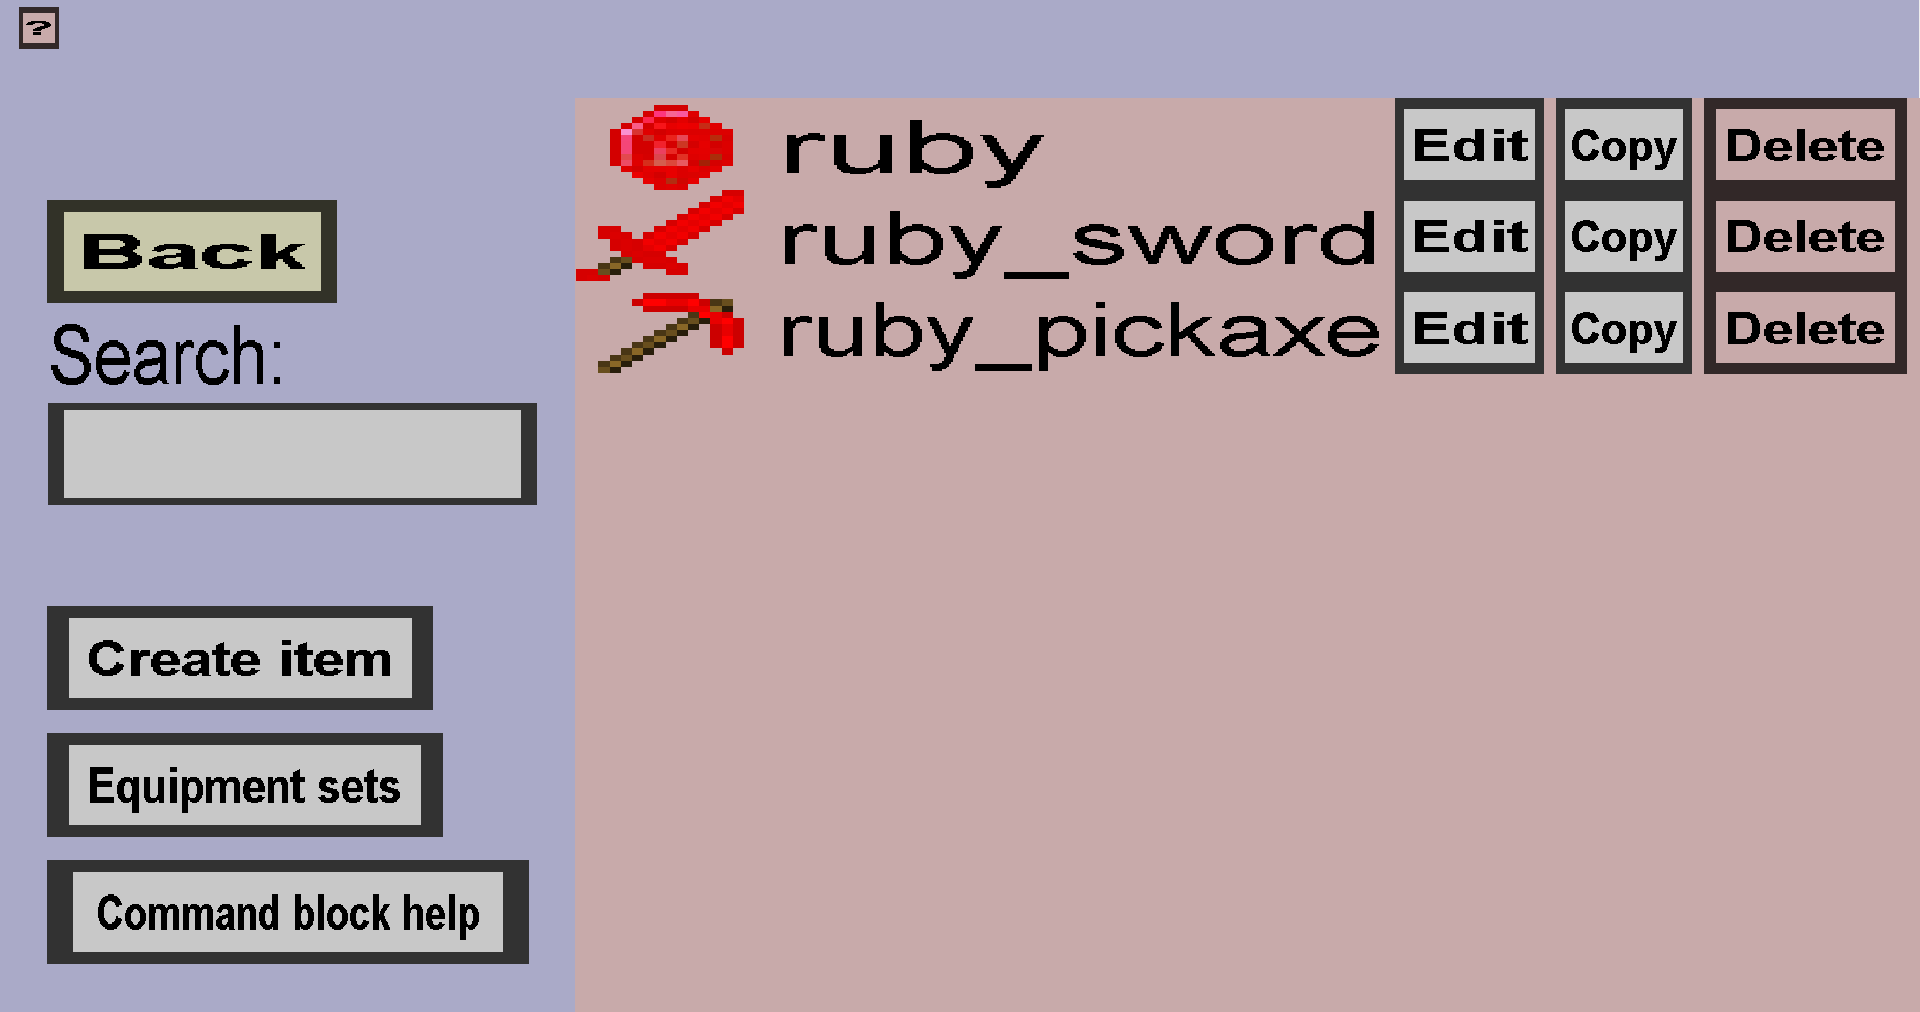 ?
Back
Search:
Create item
Equipment sets
Command block help
ruby Edit Copy Delete
ruby_sword Edit Copy Delete
ruby_pickaxe Edit Copy Delete